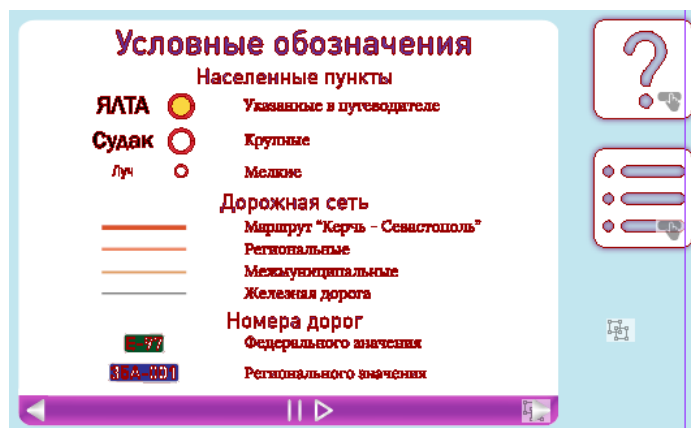 Условные обозначения
Населенные пункты
ЯЛТА Указанные в путеводителе
Судак Крупные
Луч Мелкие
Дорожная сеть
Маршрут “Керчь - Севастополь”
Региональные
Межмуниципальные
Железная дорога
Номера дорог
E-97 Федерального значения
35А-001 Регионального значения